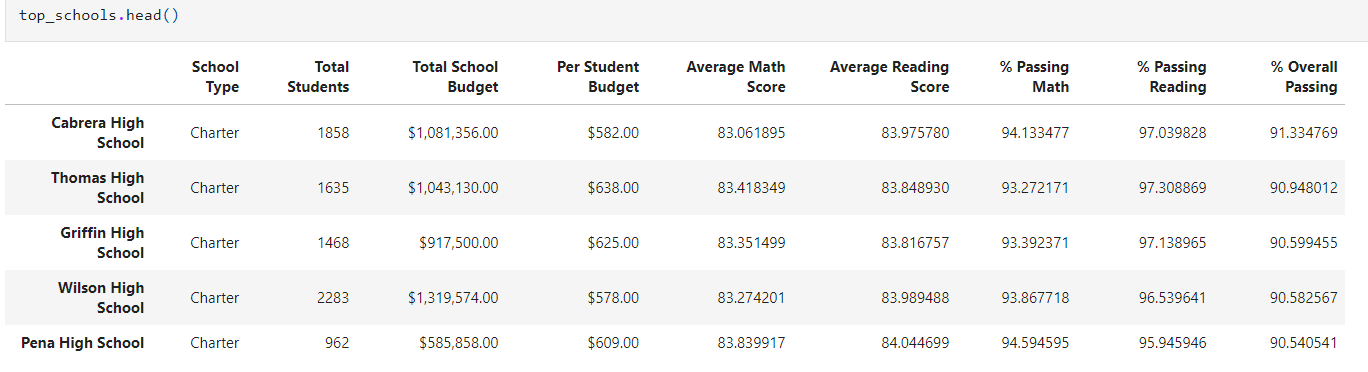 top_schools.head()
School Type Total Students Total School Budget Per Student Budget Average Math Score Average Reading Score % Passing Math % Passing Reading % Overall Passing
Cabrera High School Charter 1858 $1,081,356.00 $582.00 83.061895 83.975780 94.133477 97.039828 91.334769
Thomas High School Charter 1635 $1,043,130.00 $638.00 83.418349 83.848930 93.272171 97.308869 90.948012
Griffin High School Charter 1468 $917,500.00 $625.00 83.351499 83.816757 93.392371 97.138965 90.599455
Wilson High School Charter 2283 $1,319,574.00 $578.00 83.274201 83.989488 93.867718 96.539641 90.582567
Pena High School Charter 962 $585,858.00 $609.00 83.839917 84.044699 94.594595 95.945946 90.540541